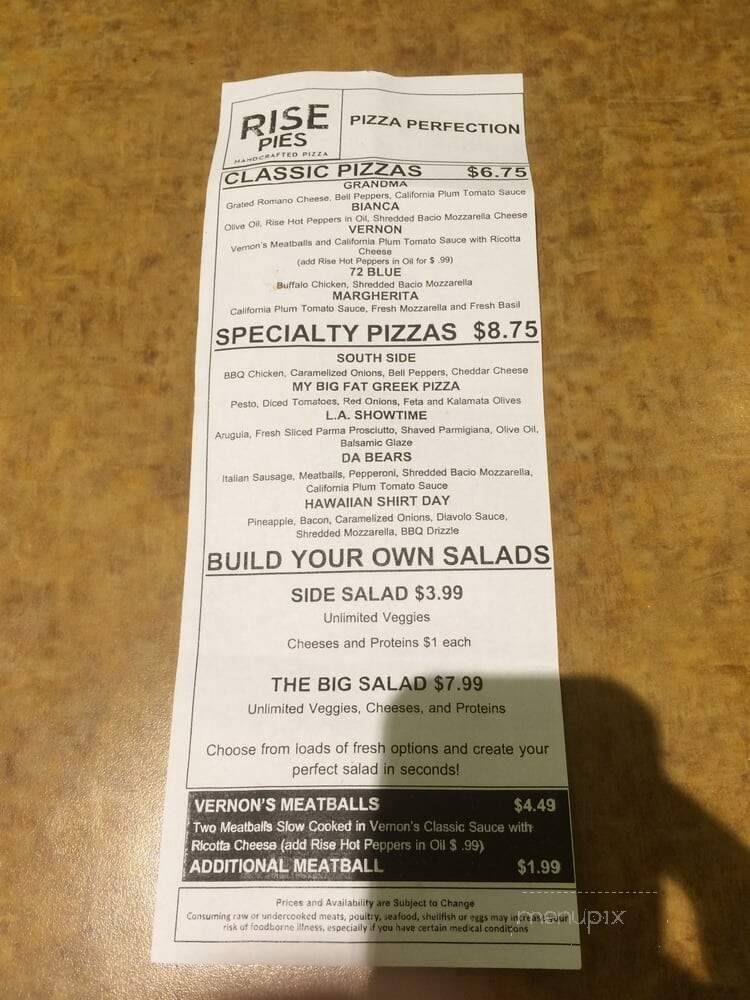 RISE
PIES
HANDCRAFTED PIZZA
PIZZA PERFECTION
CLASSIC PIZZAS $6.75
GRANDMA
Grated Romano Cheese, Bell Peppers, California Plum Tomato Sauce
BIANCA
Olive Oil, Rise Hot Peppers in Oil, Shredded Bacio Mozzarella Cheese
VERNON
Vernon's Meatballs and California Plum Tomato Sauce with Ricotta
Cheese
(add Rise Hot Peppers in Oil for $ .99)
72 BLUE
Buffalo Chicken, Shredded Bacio Mozzarella
MARGHERITA
California Plum Tomato Sauce, Fresh Mozzarella and Fresh Basil
SPECIALTY PIZZAS $8.75
SOUTH SIDE
BBQ Chicken, Caramelized Onions, Bell Peppers, Cheddar Cheese
MY BIG FAT GREEK PIZZA
Pesto, Diced Tomatoes, Red Onions, Feta and Kalamata Olives
L.A. SHOWTIME
Arugula, Fresh Sliced Parma Prosciutto, Shaved Parmigiana, Olive Oil,
Balsamic Glaze
DA BEARS
Italian Sausage, Meatballs, Pepperoni, Shredded Bacio Mozzarella,
California Plum Tomato Sauce
HAWAIIAN SHIRT DAY
Pineapple, Bacon, Caramelized Onions, Diavolo Sauce,
Shredded Mozzarella, BBQ Drizzle
BUILD YOUR OWN SALADS
SIDE SALAD $3.99
Unlimited Veggies
Cheeses and Proteins $1 each
THE BIG SALAD $7.99
Unlimited Veggies, Cheeses, and Proteins
Choose from loads of fresh options and create your
perfect salad in seconds!
VERNON'S MEATBALLS $4.49
Two Meatballs Slow Cooked in Vernon's Classic Sauce with
Ricotta Cheese (add Rise Hot Peppers in Oil $ .99)
ADDITIONAL MEATBALL $1.99
Prices and Availability are Subject to Change
Consuming raw or undercooked meats, poultry, seafood, shellfish or eggs may increase your
risk of foodborne illness, especially if you have certain medical conditions
menupix